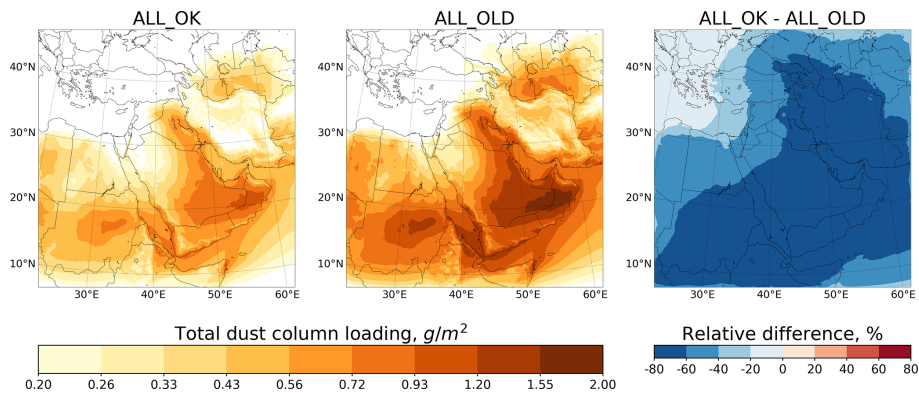 ALL_OK
ALL_OLD
ALL_OK - ALL_OLD
40°N
30°N
20°N
10°N
30°E
40°E
50°E
60°E
40°N
30°N
20°N
10°N
30°E
40°E
50°E
60°E
40°N
30°N
20°N
10°N
30°E
40°E
50°E
60°E
Total dust column loading, g/m²
0.20 0.26 0.33 0.43 0.56 0.72 0.93 1.20 1.55 2.00
Relative difference, %
-80 -60 -40 -20 0 20 40 60 80